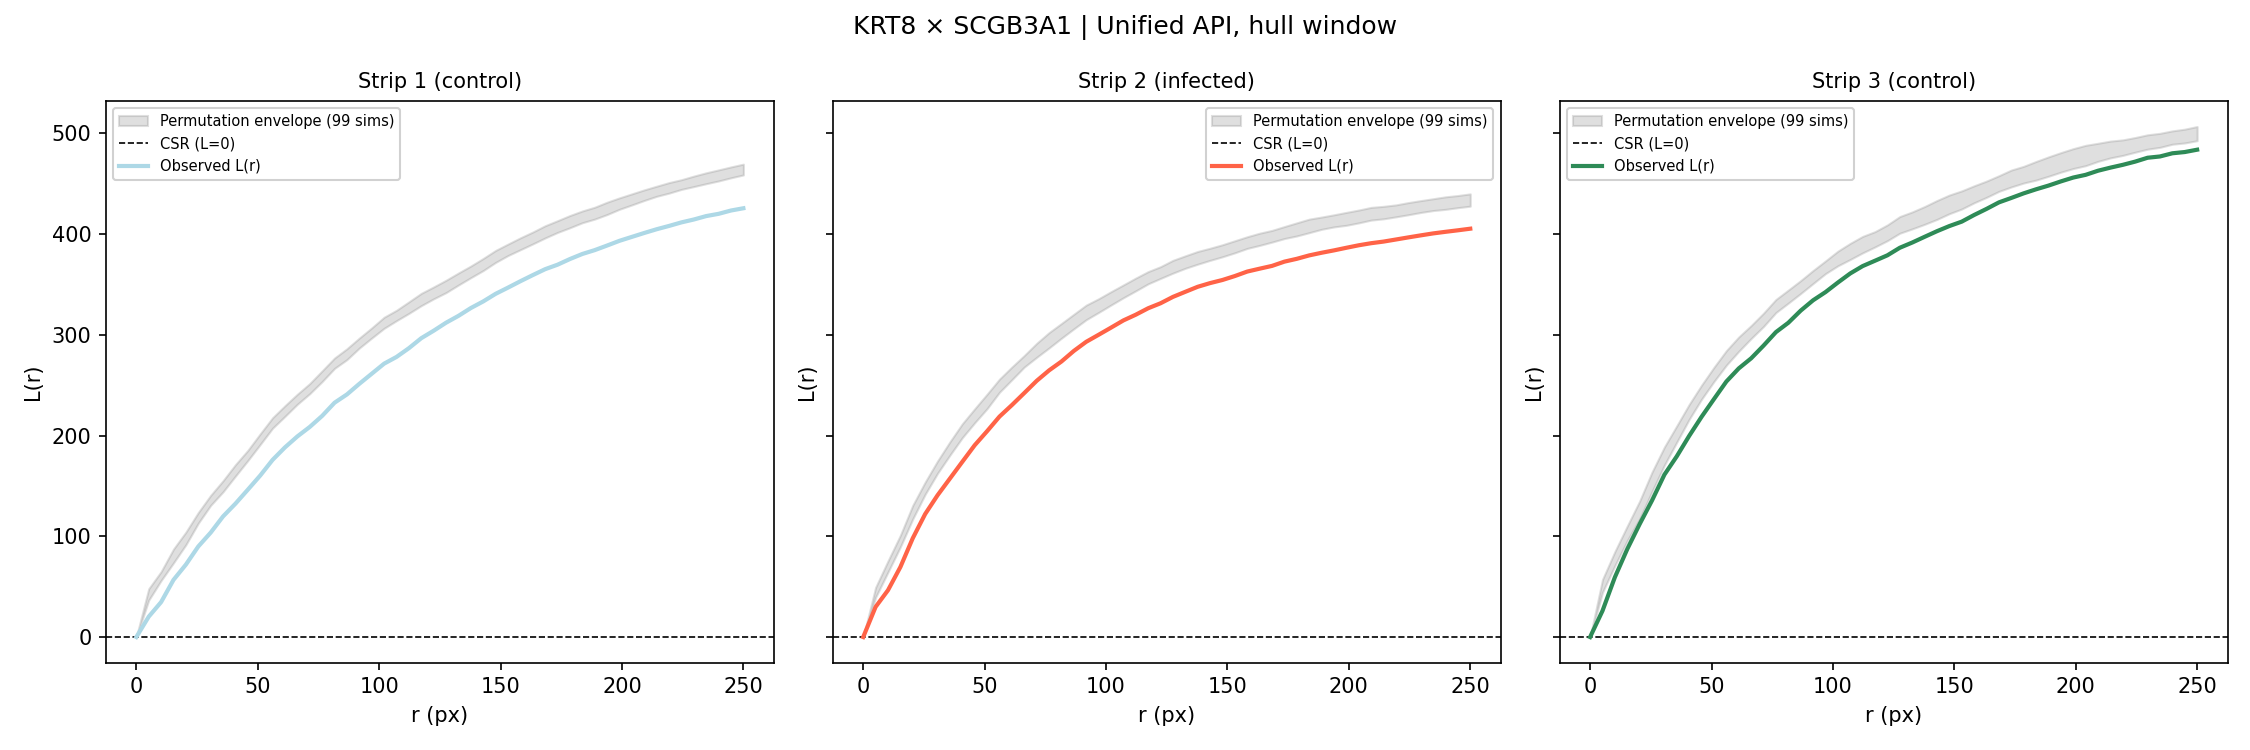 KRT8 × SCGB3A1 | Unified API, hull window
Strip 1 (control)
Permutation envelope (99 sims)
CSR (L=0)
Observed L(r)
500
400
300
200
100
0
L(r)
0 50 100 150 200 250
r (px)
Strip 2 (infected)
Permutation envelope (99 sims)
CSR (L=0)
Observed L(r)
L(r)
0 50 100 150 200 250
r (px)
Strip 3 (control)
Permutation envelope (99 sims)
CSR (L=0)
Observed L(r)
L(r)
0 50 100 150 200 250
r (px)